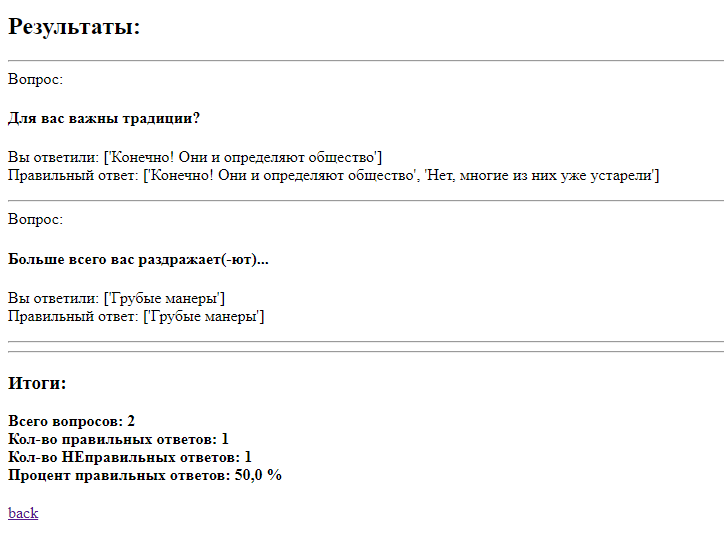 Результаты:
Вопрос:
Для вас важны традиции?
Вы ответили: ['Конечно! Они и определяют общество']
Правильный ответ: ['Конечно! Они и определяют общество', 'Нет, многие из них уже устарели']
Вопрос:
Больше всего вас раздражает(-ют)...
Вы ответили: ['Грубые манеры']
Правильный ответ: ['Грубые манеры']
Итоги:
Всего вопросов: 2
Кол-во правильных ответов: 1
Кол-во НЕправильных ответов: 1
Процент правильных ответов: 50,0 %
back